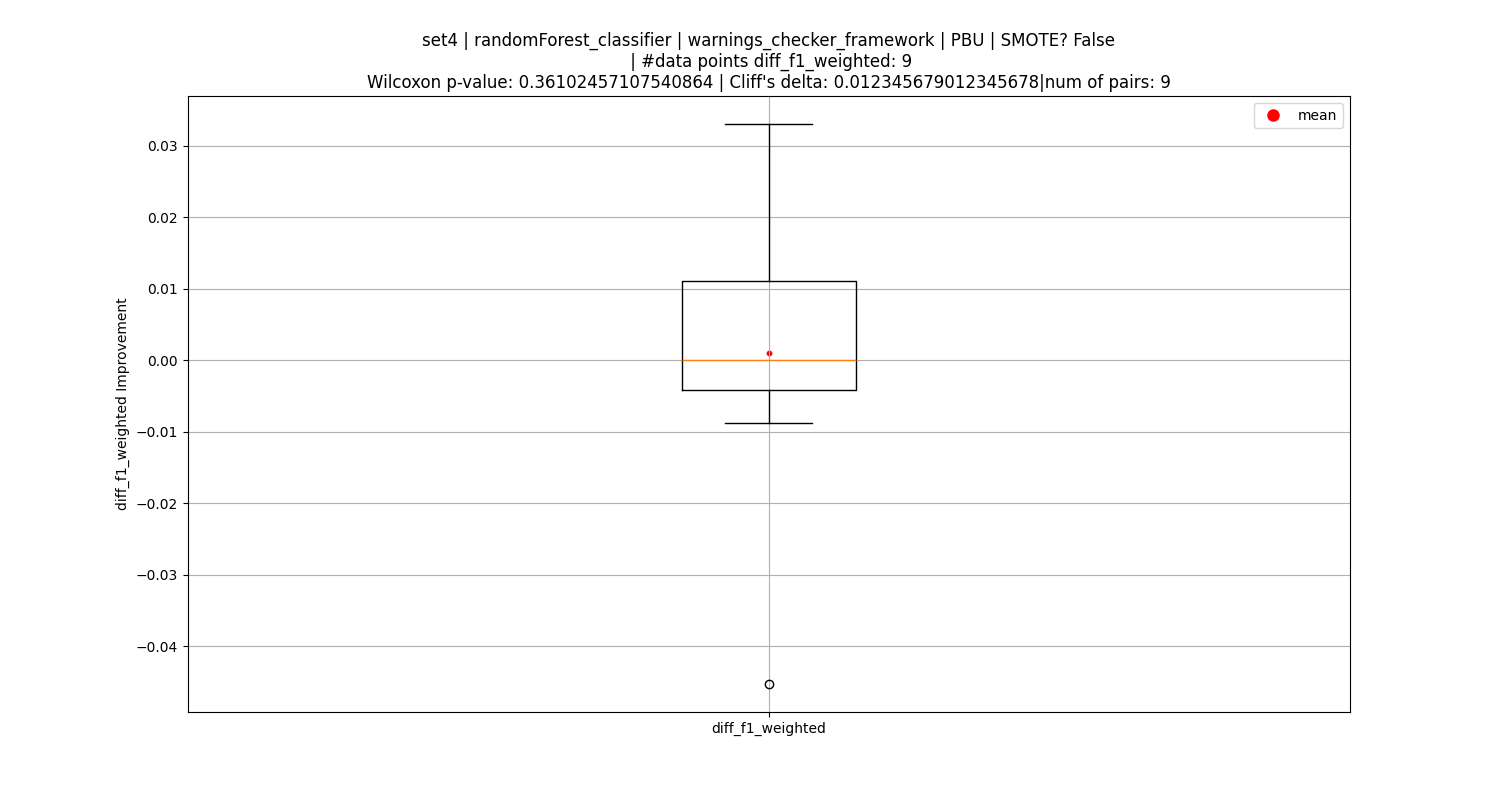 set4 | randomForest_classifier | warnings_checker_framework | PBU | SMOTE? False
| #data points diff_f1_weighted: 9
Wilcoxon p-value: 0.36102457107540864 | Cliff's delta: 0.012345679012345678|num of pairs: 9
mean
0.03
0.02
0.01
0.00
−0.01
−0.02
−0.03
−0.04
diff_f1_weighted Improvement
diff_f1_weighted